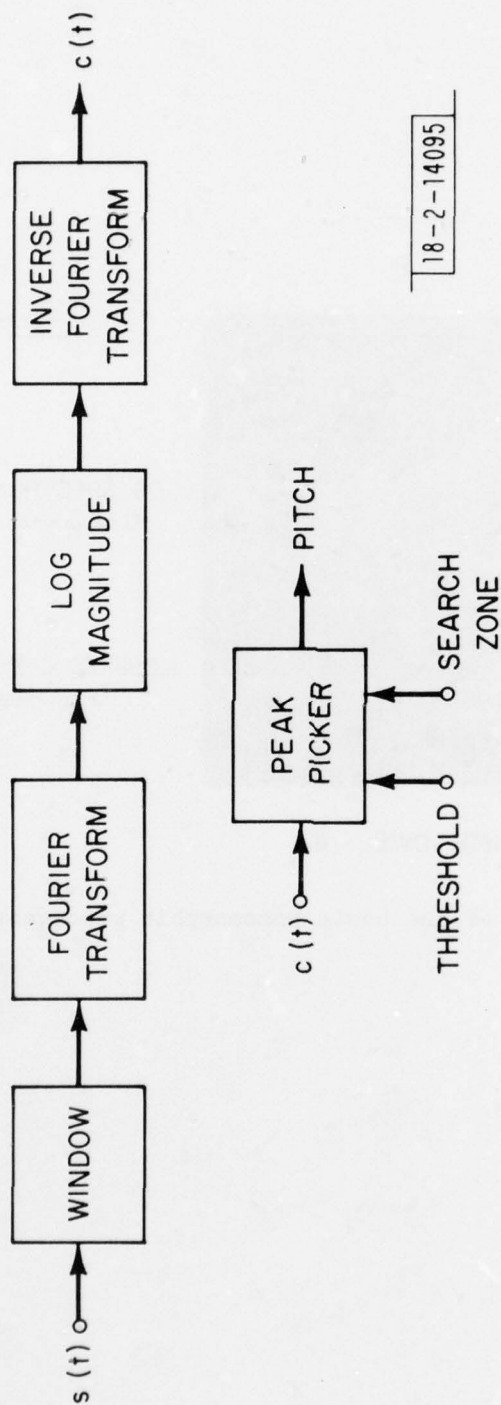 s (t)
WINDOW
FOURIER
TRANSFORM
LOG
MAGNITUDE
INVERSE
FOURIER
TRANSFORM
c (t)
c (t)
PEAK
PICKER
PITCH
THRESHOLD
SEARCH
ZONE
18-2-14095